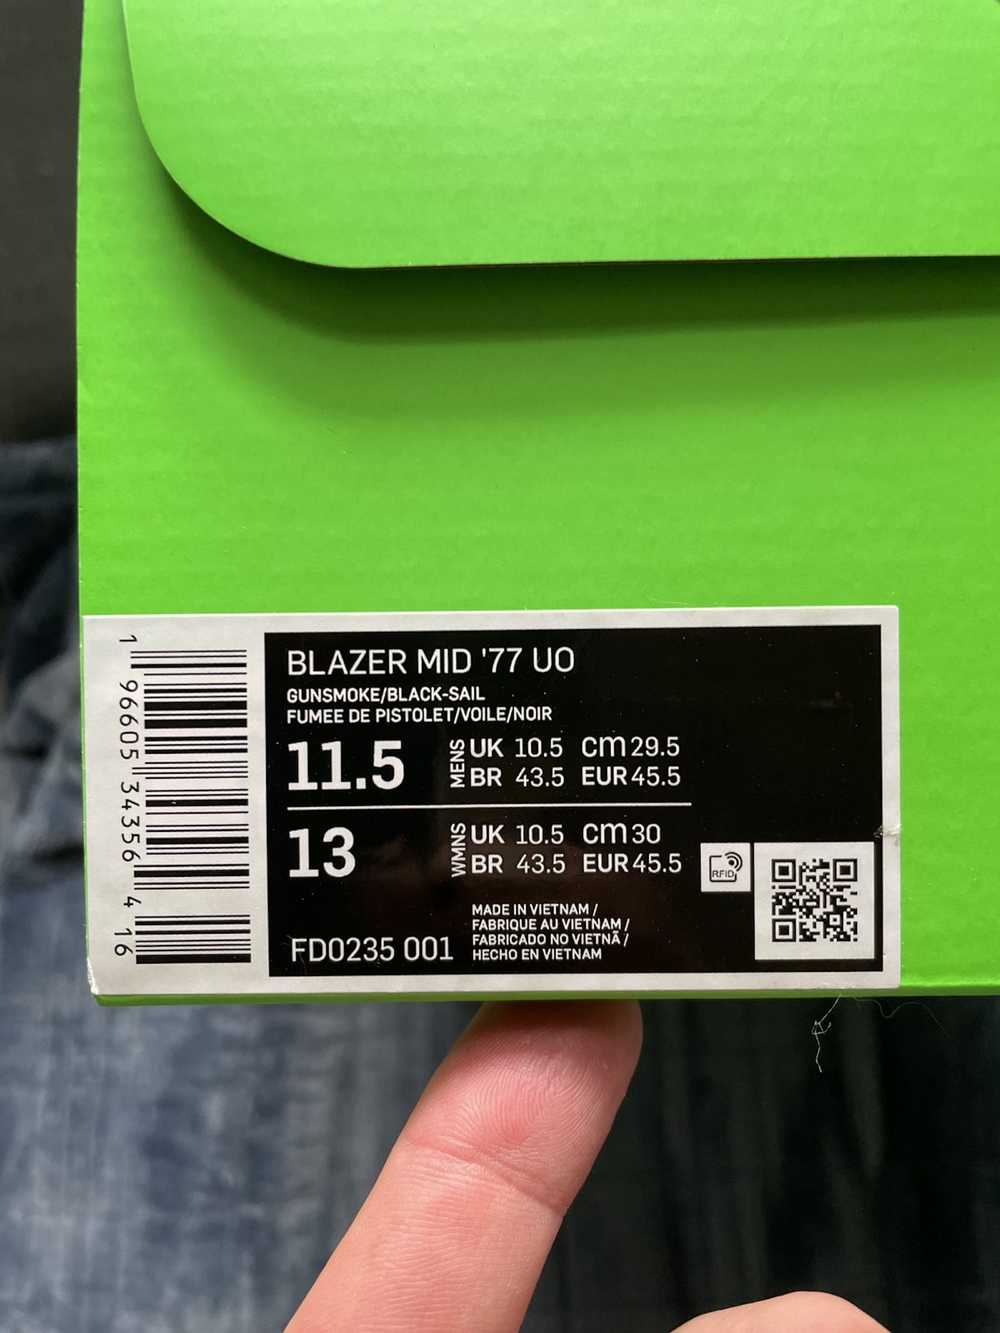 BLAZER MID '77 UO
GUNSMOKE/BLACK-SAIL
FUMEE DE PISTOLET/VOILE/NOIR
11.5 MENS UK 10.5 cm 29.5
BR 43.5 EUR 45.5
13 WMNS UK 10.5 cm 30
BR 43.5 EUR 45.5
RFID
FD0235 001
MADE IN VIETNAM /
FABRIQUE AU VIETNAM /
FABRICADO NO VIETNÃ /
HECHO EN VIETNAM
1 96605 34356 4 16